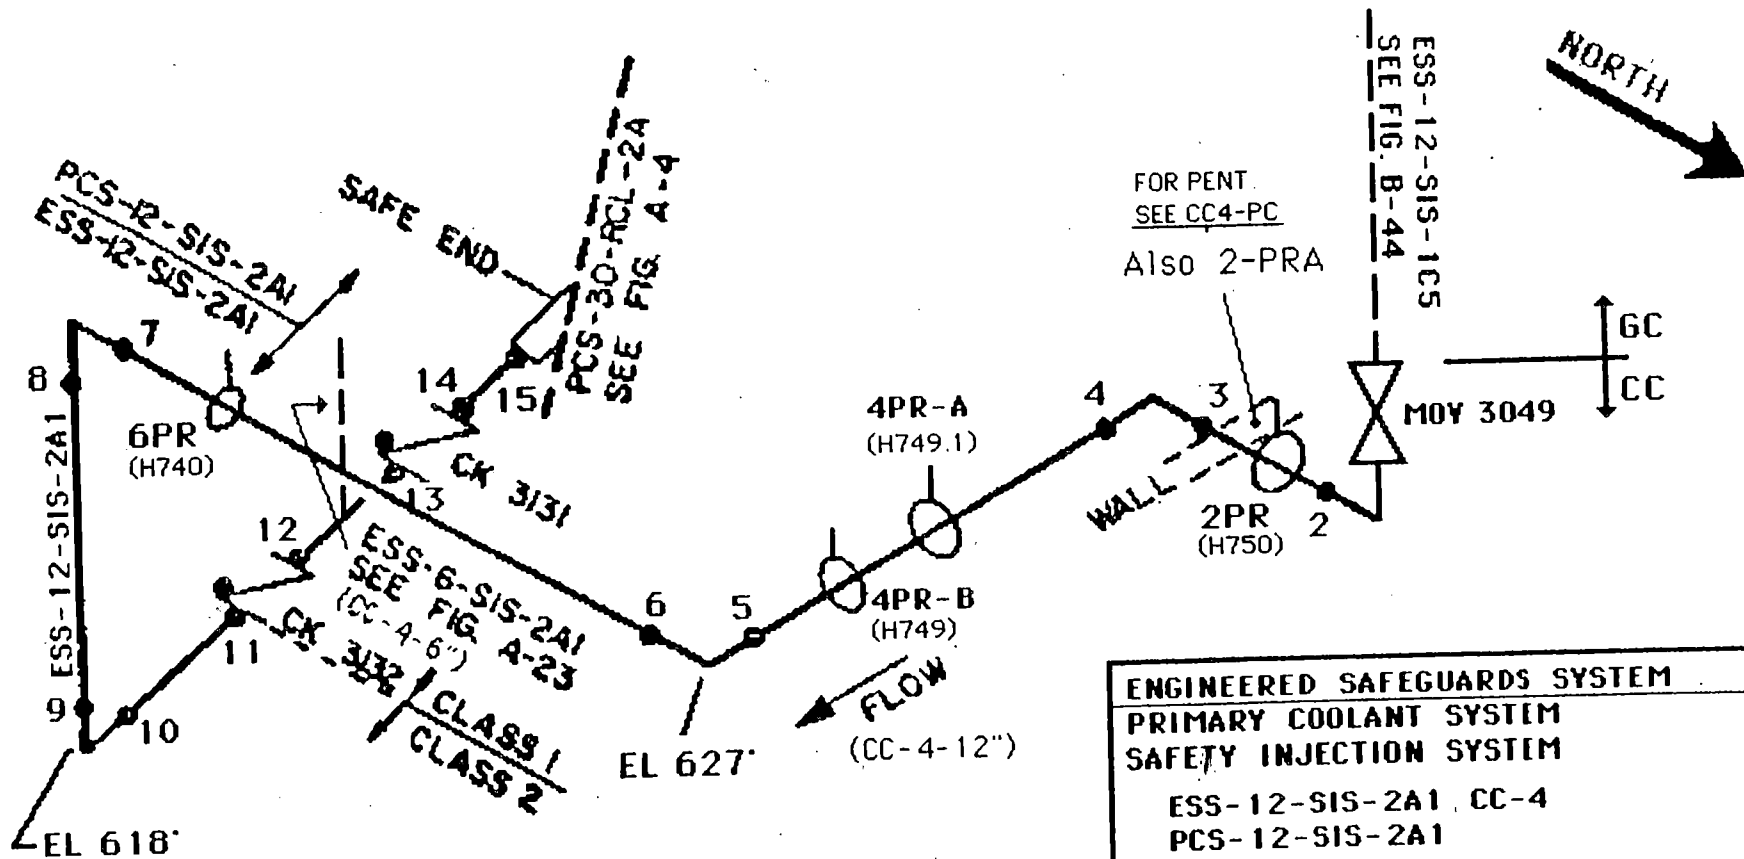 NORTH
ESS-12-SIS-1C5
SEE FIG. B-44
FOR PENT.
SEE CC4-PC
Also 2-PRA
GC
CC
MOV 3049
PCS-12-SIS-2A1
ESS-12-SIS-2A1
SAFE END
PCS-30-RCL-2A
SEE FIG. A-4
7
8
6PR
(H740)
14
15
13
CK 3131
4PR-A
(H749.1)
4
3
WALL
2PR
(H750)
2
ESS-12-SIS-2A1
12
ESS-6-SIS-2A1
SEE FIG. A-23
(CC-4-6")
11
CK 3132
6
5
4PR-B
(H749)
9
10
CLASS 1
CLASS 2
EL 627'
FLOW
(CC-4-12")
EL 618'
ENGINEERED SAFEGUARDS SYSTEM
PRIMARY COOLANT SYSTEM
SAFETY INJECTION SYSTEM
ESS-12-SIS-2A1, CC-4
PCS-12-SIS-2A1